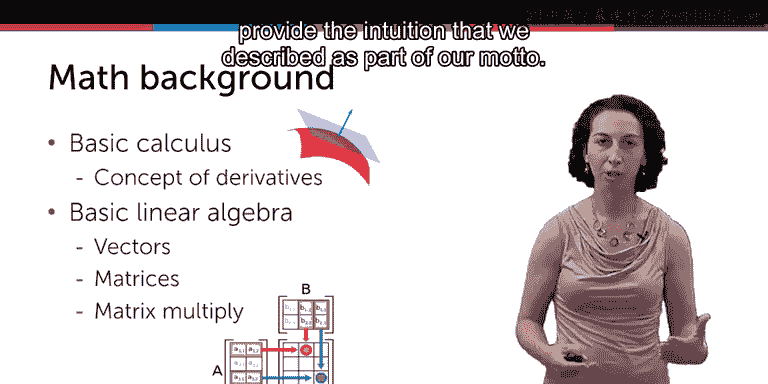 provide the intuition that we
described as part of our motto.
Math background
• Basic calculus
- Concept of derivatives
• Basic linear algebra
- Vectors
- Matrices
- Matrix multiply
B
A